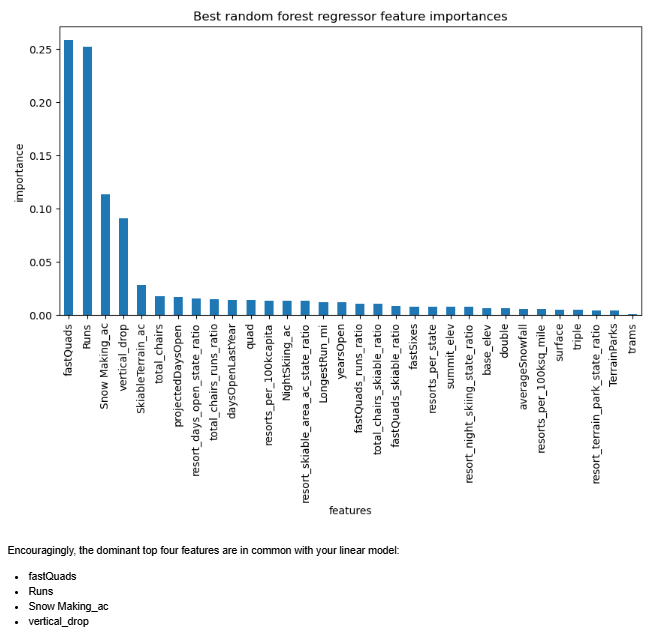 Best random forest regressor feature importances
importance
0.25
0.20
0.15
0.10
0.05
0.00
fastQuads
Runs
Snow Making_ac
vertical_drop
SkiableTerrain_ac
total_chairs
projectedDaysOpen
resort_days_open_state_ratio
total_chairs_runs_ratio
daysOpenLastYear
quad
resorts_per_100kcapita
NightSkiing_ac
resort_skiable_area_ac_state_ratio
LongestRun_mi
yearsOpen
fastQuads_runs_ratio
total_chairs_skiable_ratio
fastQuads_skiable_ratio
fastSixes
resorts_per_state
summit_elev
resort_night_skiing_state_ratio
base_elev
double
averageSnowfall
resorts_per_100ksq_mile
surface
triple
resort_terrain_park_state_ratio
TerrainParks
trams
features
Encouragingly, the dominant top four features are in common with your linear model:
• fastQuads
• Runs
• Snow Making_ac
• vertical_drop